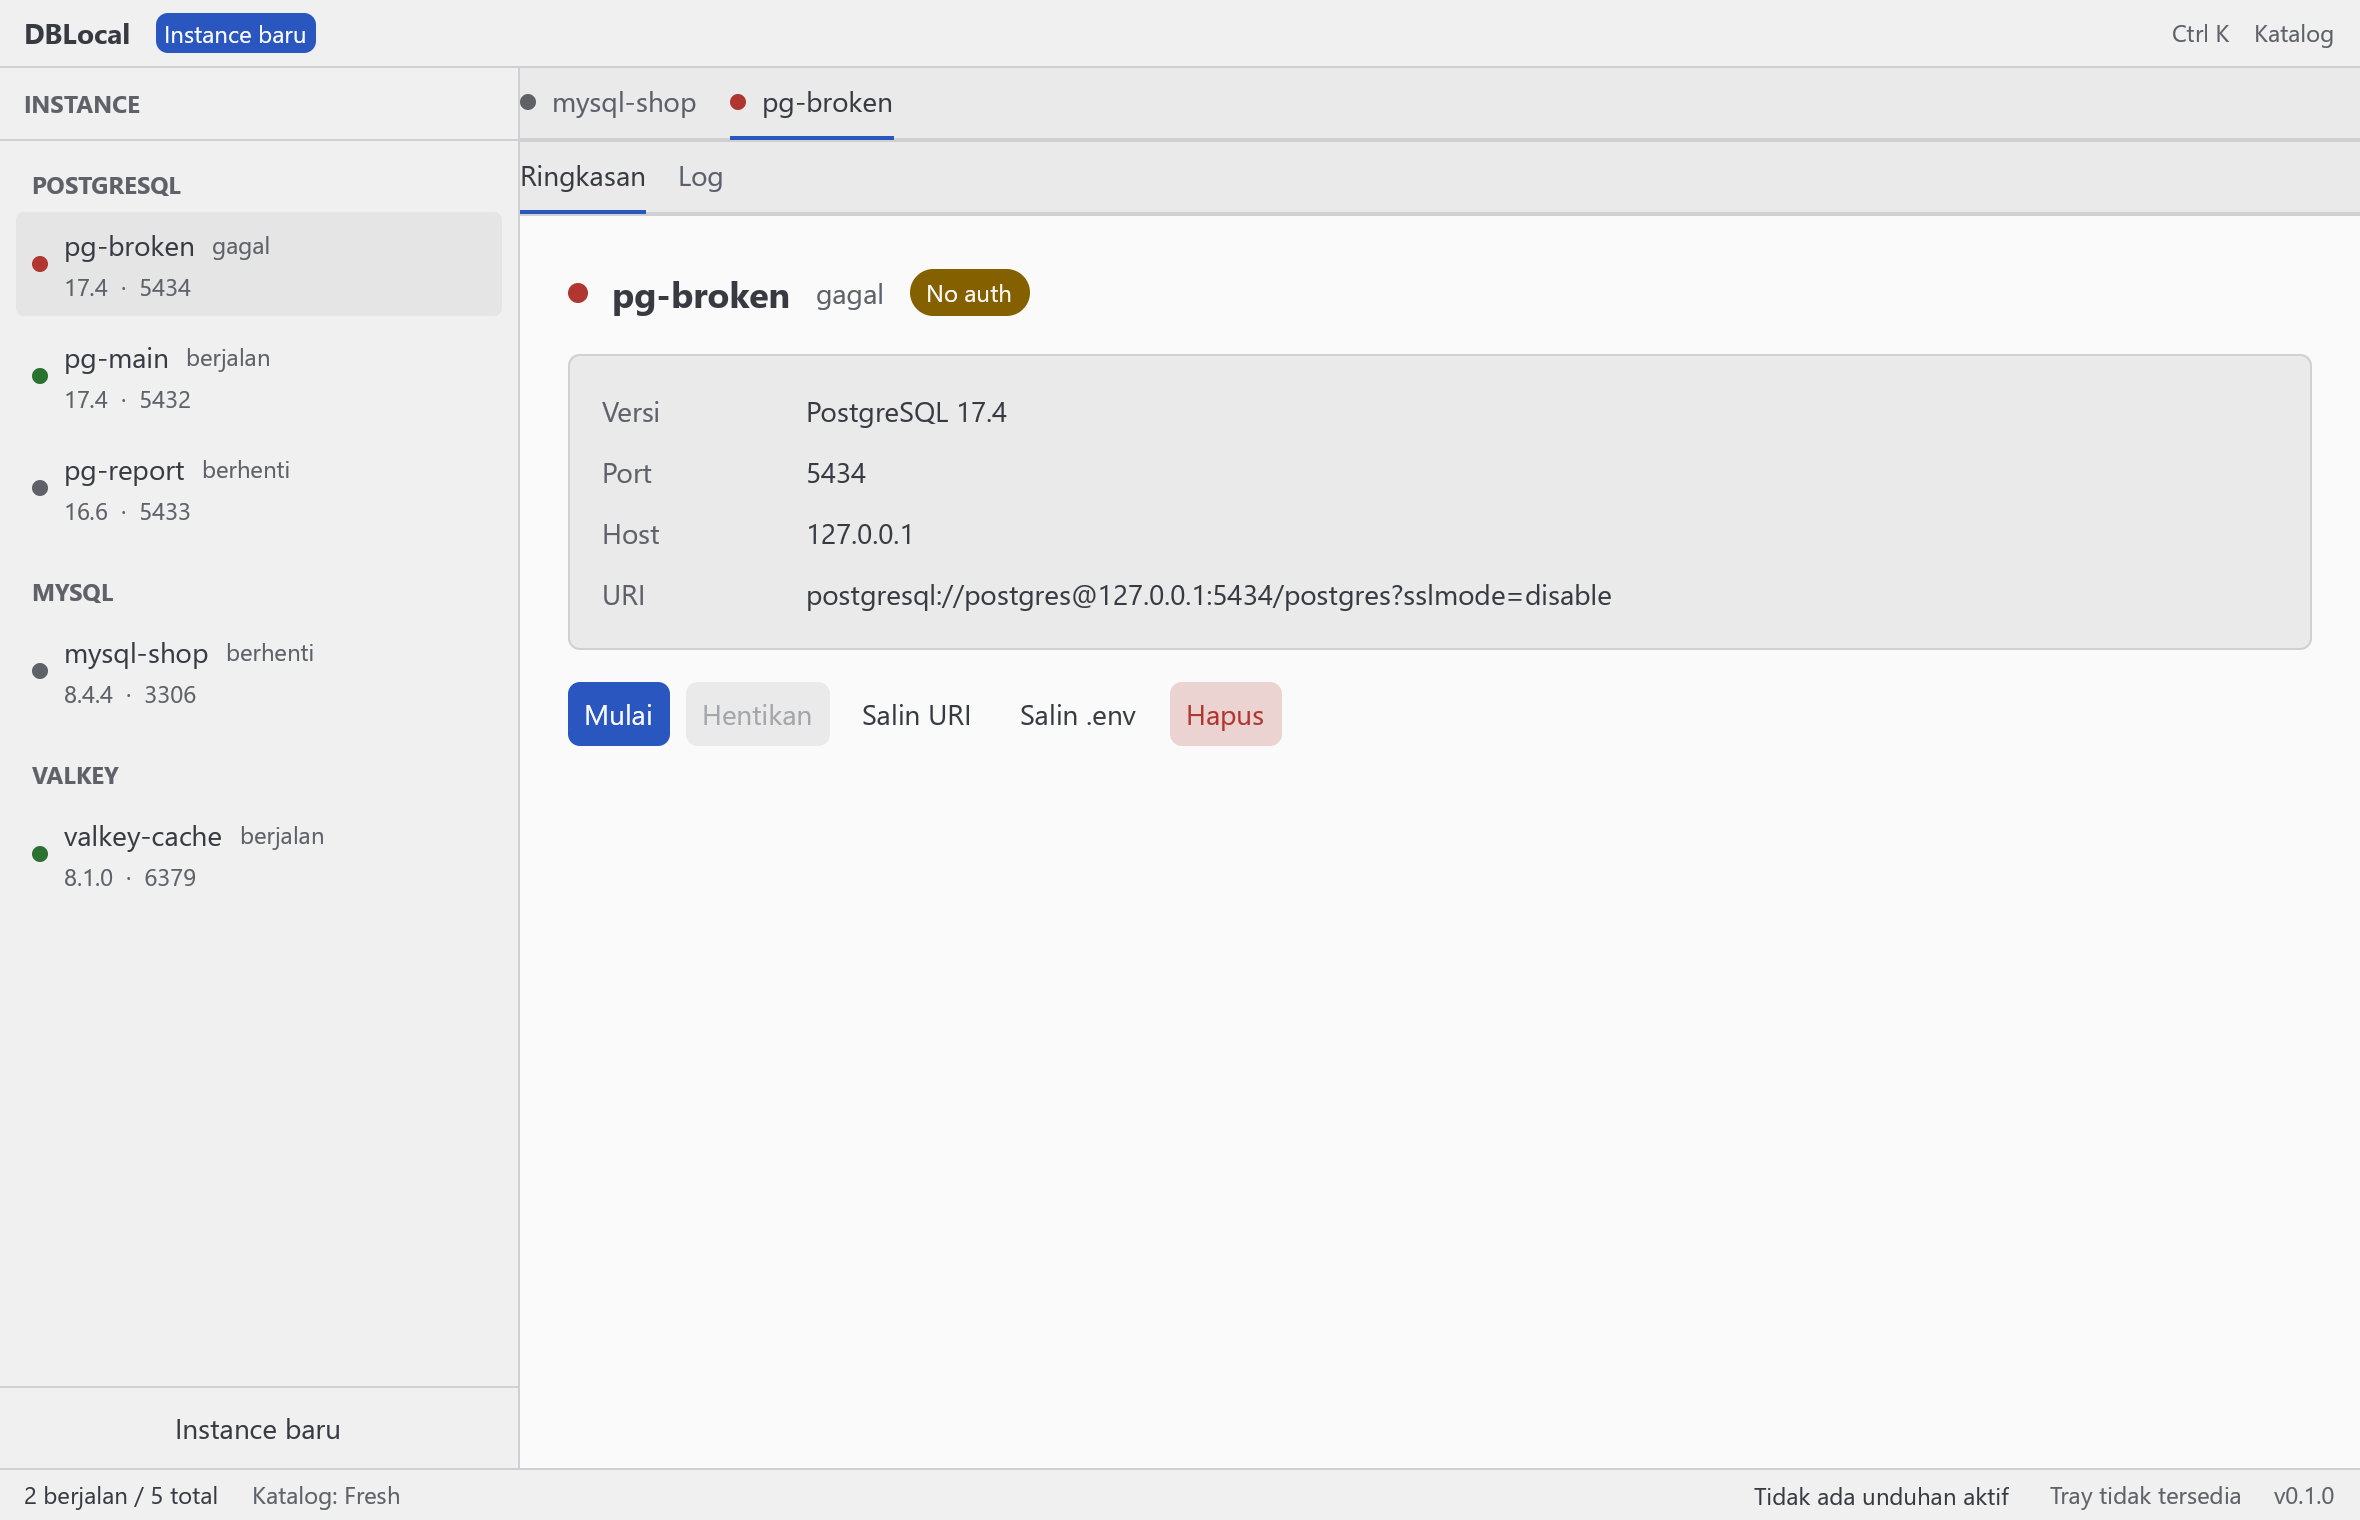 DBLocal
Instance baru
Ctrl K
Katalog
INSTANCE
POSTGRESQL
pg-broken gagal
17.4 · 5434
pg-main berjalan
17.4 · 5432
pg-report berhenti
16.6 · 5433
MYSQL
mysql-shop berhenti
8.4.4 · 3306
VALKEY
valkey-cache berjalan
8.1.0 · 6379
Instance baru
mysql-shop
pg-broken
Ringkasan
Log
pg-broken gagal No auth
Versi PostgreSQL 17.4
Port 5434
Host 127.0.0.1
URI postgresql://postgres@127.0.0.1:5434/postgres?sslmode=disable
Mulai
Hentikan
Salin URI
Salin .env
Hapus
2 berjalan / 5 total
Katalog: Fresh
Tidak ada unduhan aktif
Tray tidak tersedia
v0.1.0